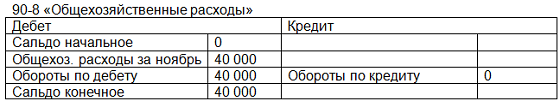 90-8 «Общехозяйственные расходы»
Дебет Кредит
Сальдо начальное 0
Общехоз. расходы за ноябрь 40 000
Обороты по дебету 40 000 Обороты по кредиту 0
Сальдо конечное 40 000